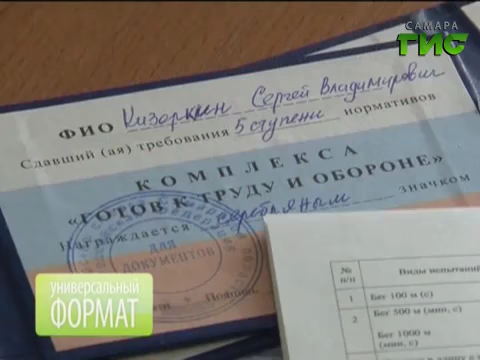 САМАРА
ГИС
ФИО Кизеркин Сергей Владимирович
Сдавший (ая) требования 5 ступени нормативов
КОМПЛЕКСА
«ГОТОВ К ТРУДУ И ОБОРОНЕ»
Награждается серебряным значком
ДЛЯ
ДОКУМЕНТОВ
№
п/п
Виды испытаний
1 Бег 100 м (с)
2 Бег 500 м
(мин, с)
Бег 1000 м
(мин, с)
универсальный
ФОРМАТ